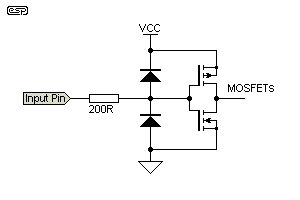 esp
VCC
MOSFETs
Input Pin
200R